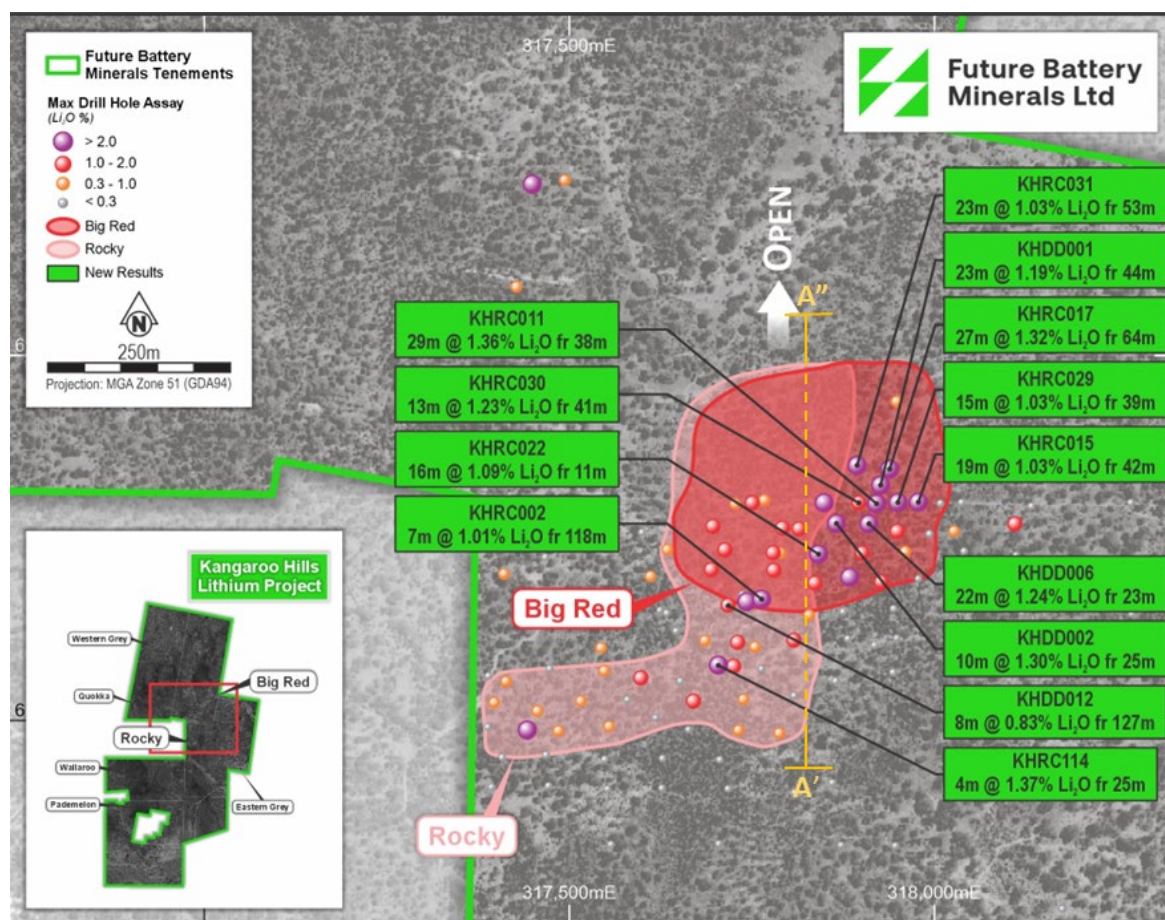 Future Battery
Minerals Tenements
Max Drill Hole Assay
(Li₂O %)
> 2.0
1.0 - 2.0
0.3 - 1.0
< 0.3
Big Red
Rocky
New Results
N
250m
Projection: MGA Zone 51 (GDA94)
317,500mE
Future Battery
Minerals Ltd
OPEN
A"
KHRC031
23m @ 1.03% Li₂O fr 53m
KHDD001
23m @ 1.19% Li₂O fr 44m
KHRC017
27m @ 1.32% Li₂O fr 64m
KHRC029
15m @ 1.03% Li₂O fr 39m
KHRC015
19m @ 1.03% Li₂O fr 42m
KHRC011
29m @ 1.36% Li₂O fr 38m
KHRC030
13m @ 1.23% Li₂O fr 41m
KHRC022
16m @ 1.09% Li₂O fr 11m
KHRC002
7m @ 1.01% Li₂O fr 118m
KHDD006
22m @ 1.24% Li₂O fr 23m
KHDD002
10m @ 1.30% Li₂O fr 25m
KHDD012
8m @ 0.83% Li₂O fr 127m
KHRC114
4m @ 1.37% Li₂O fr 25m
Big Red
Rocky
A'
6
6
Kangaroo Hills
Lithium Project
Western Grey
Big Red
Quokka
Rocky
Wallaroo
Pademelon
Eastern Grey
317,500mE
318,000mE